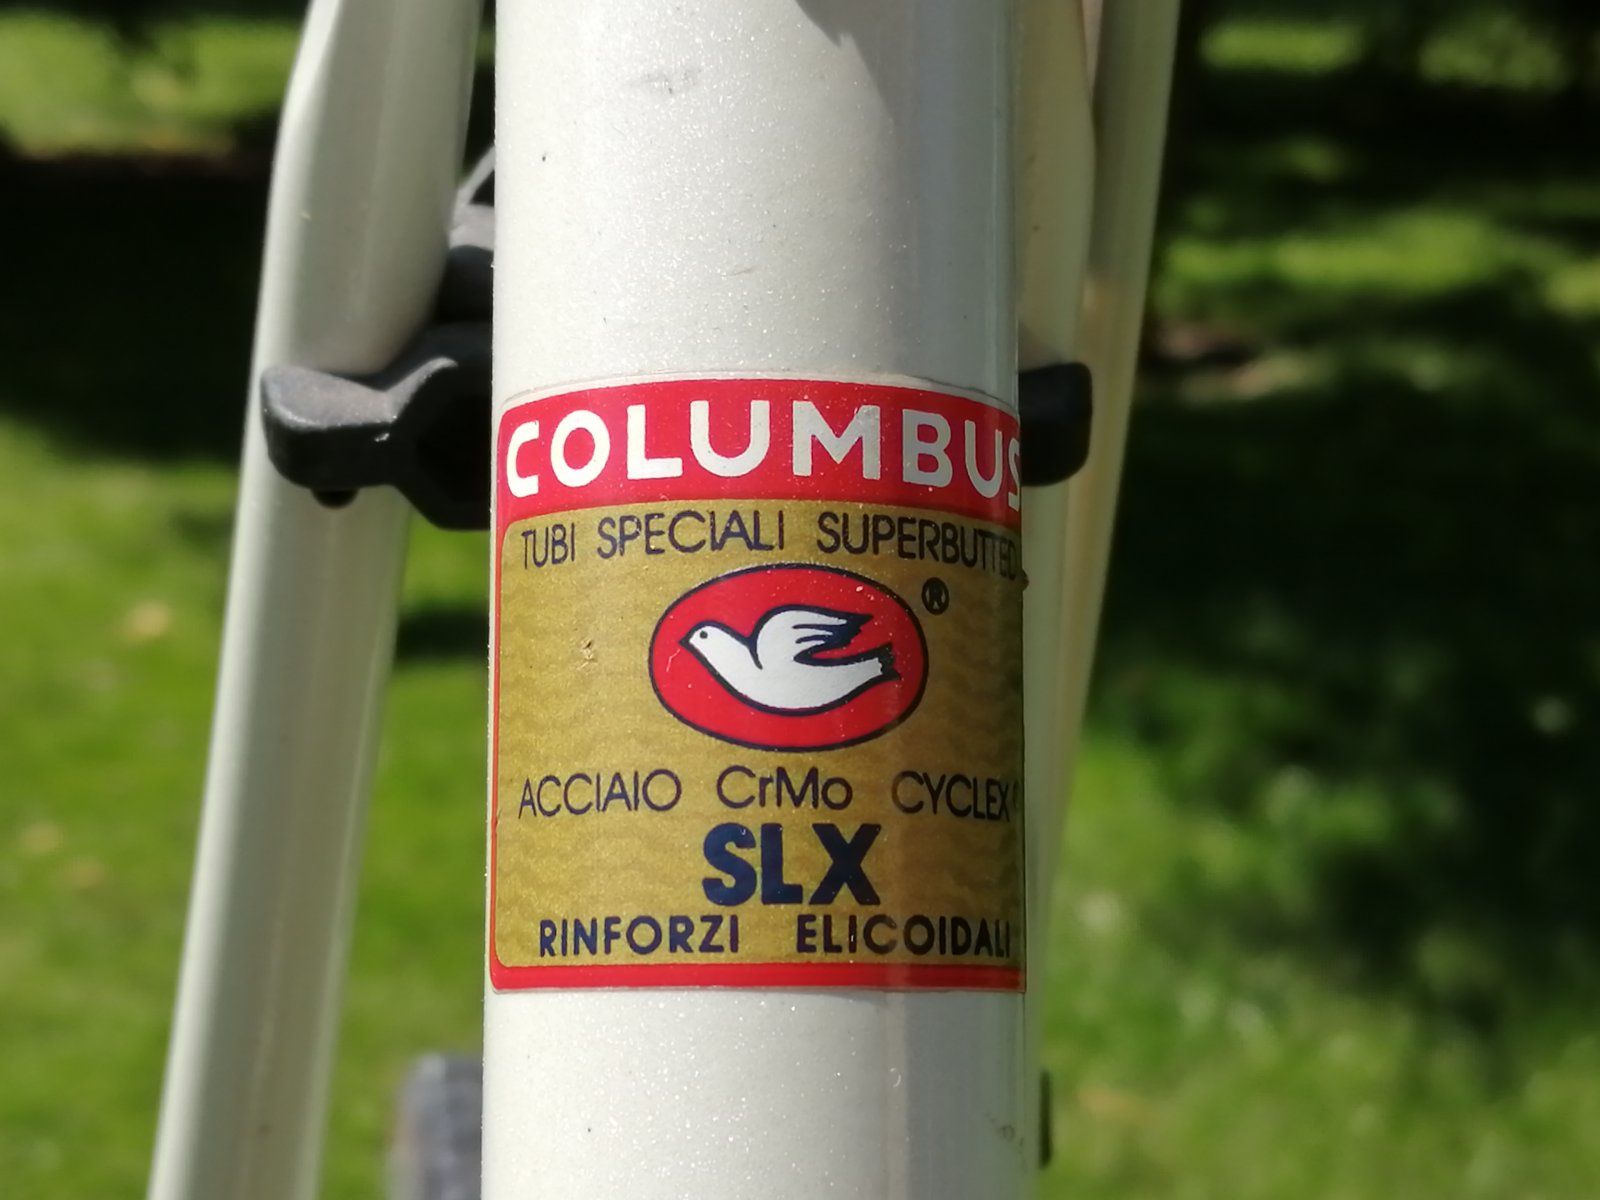 COLUMBUS
TUBI SPECIALI SUPERBUTTED
®
ACCIAIO CrMo CYCLEX®
SLX
RINFORZI ELICOIDALI